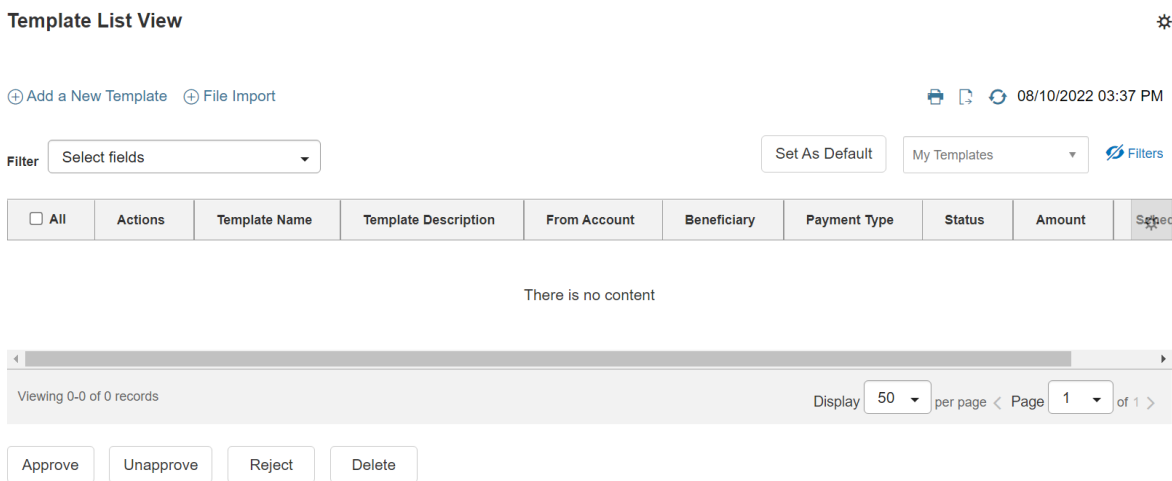 Template List View
Add a New Template File Import 08/10/2022 03:37 PM
Filter Select fields Set As Default My Templates Filters
All Actions Template Name Template Description From Account Beneficiary Payment Type Status Amount
There is no content
Viewing 0-0 of 0 records Display 50 per page Page 1 of 1
Approve Unapprove Reject Delete